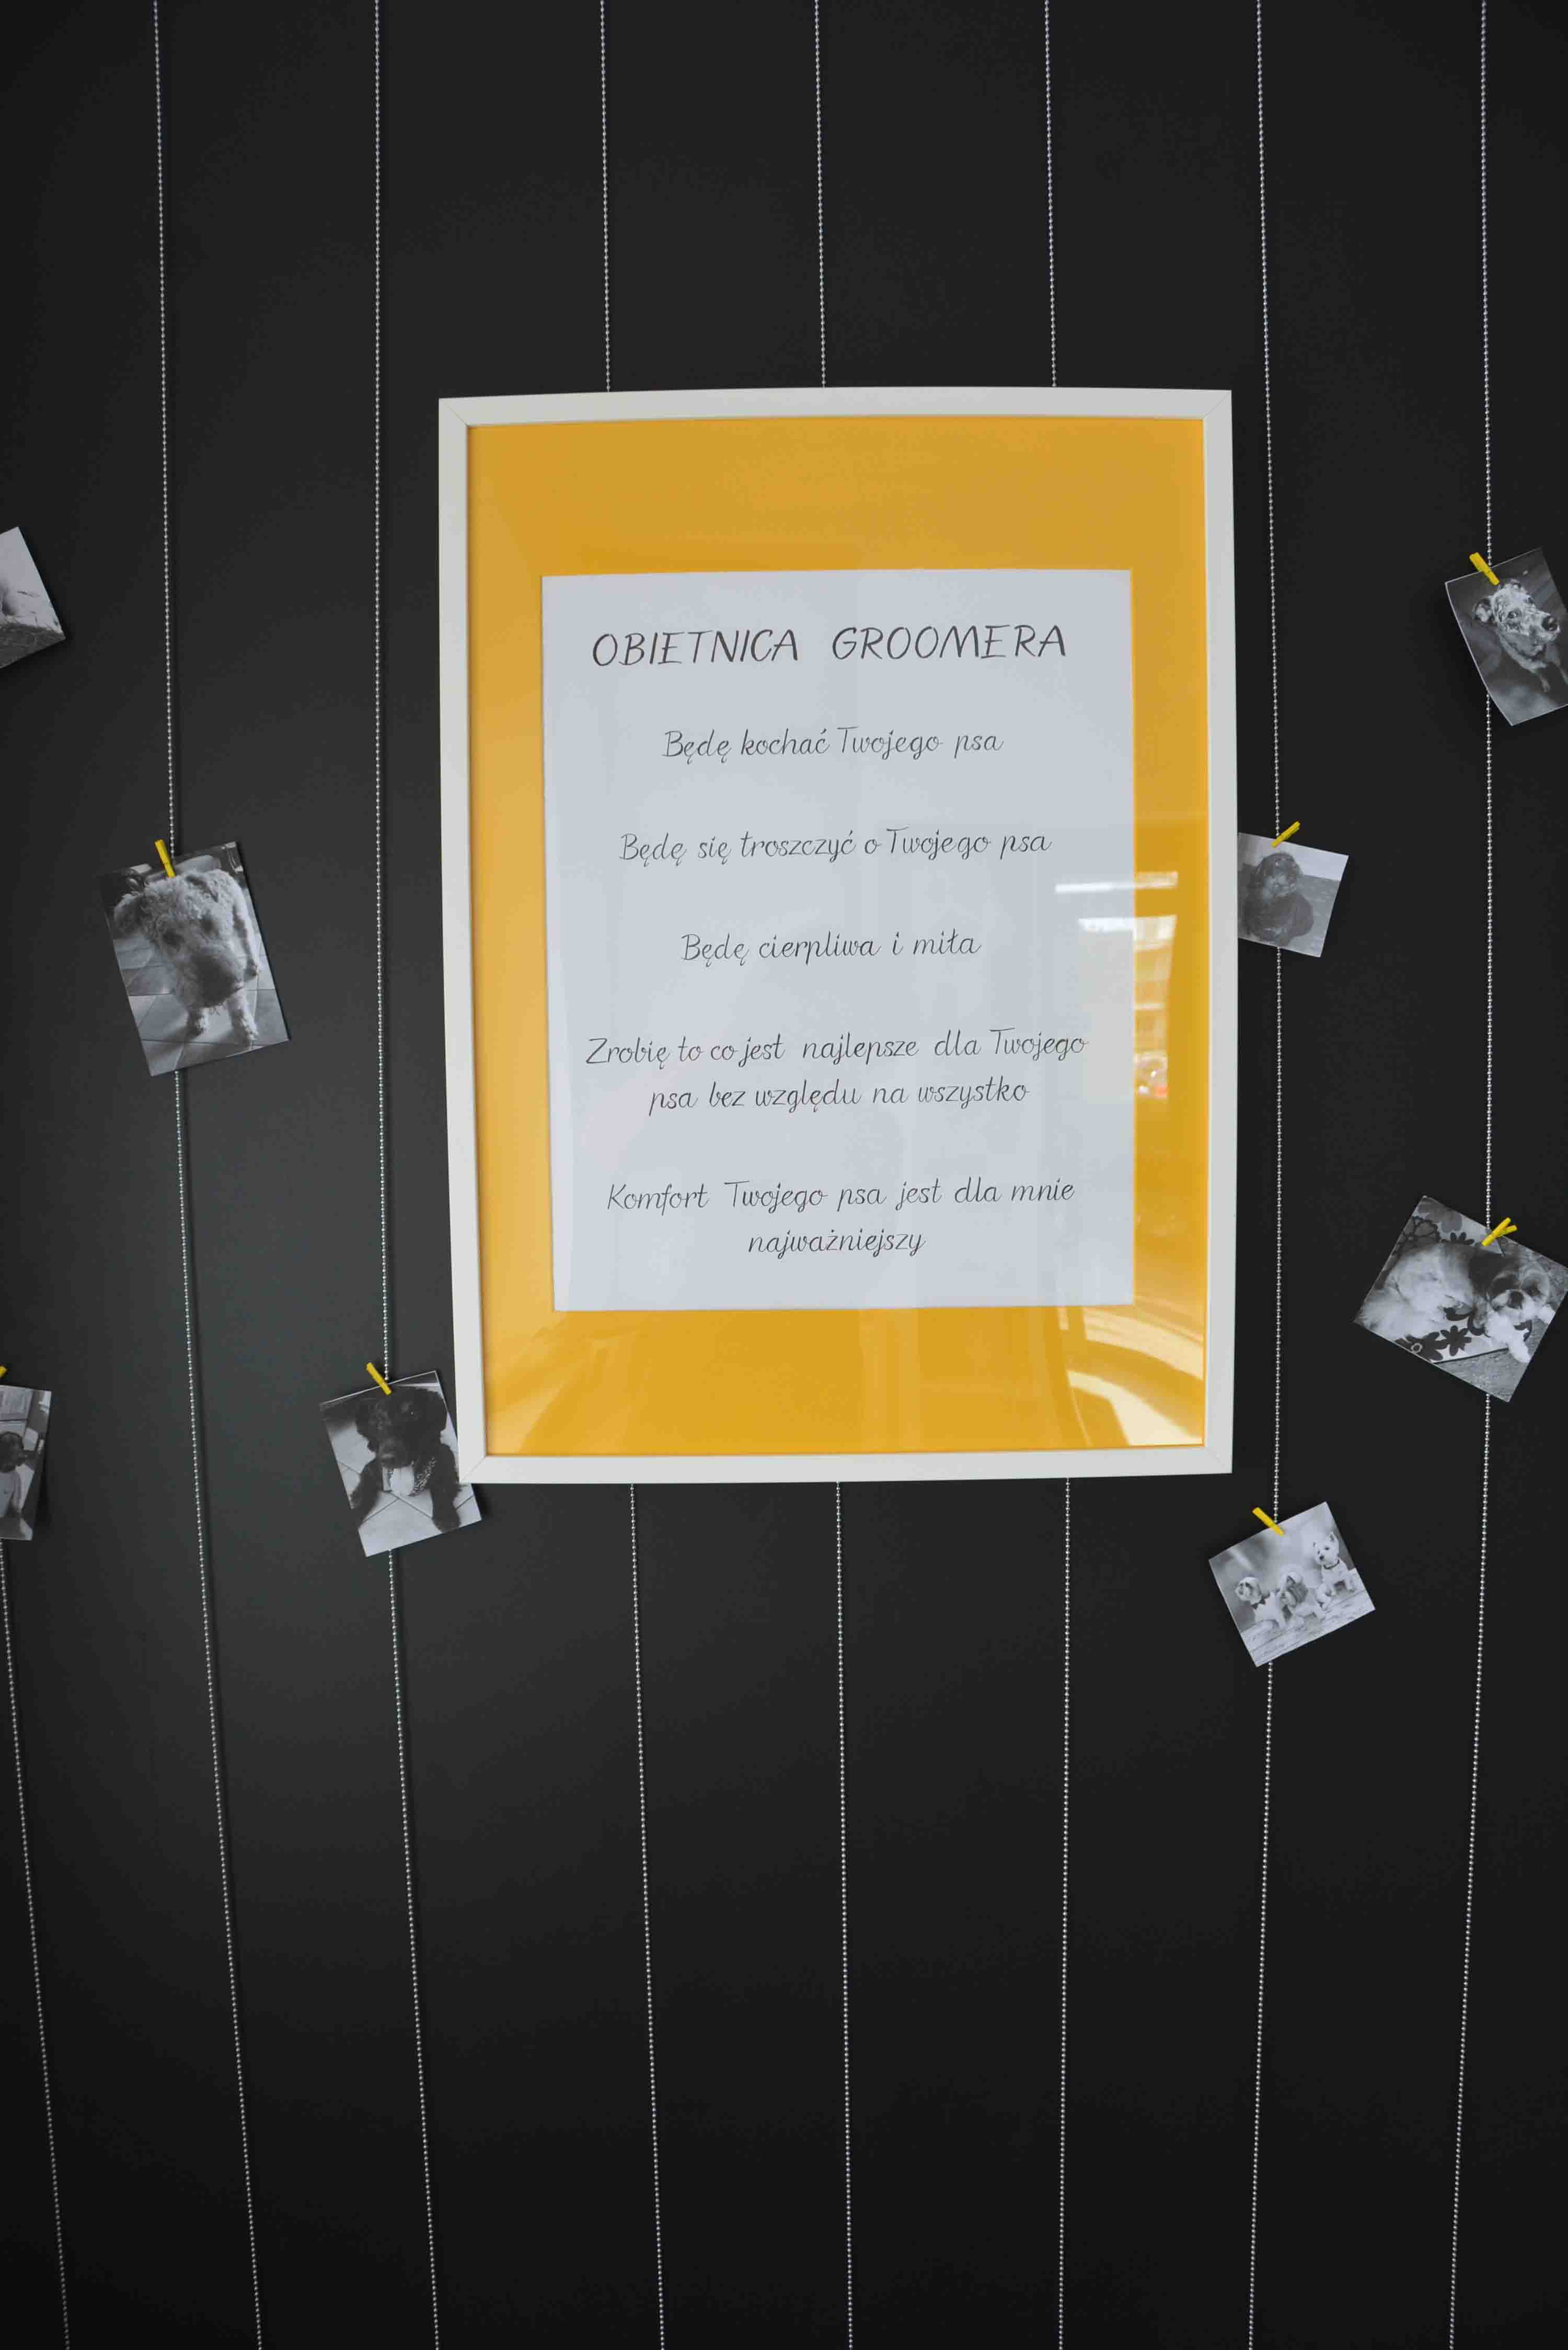 OBIETNICA GROOMERA
Będę kochać Twojego psa
Będę się troszczyć o Twojego psa
Będę cierpliwa i miła
Zrobię to co jest najlepsze dla Twojego
psa bez względu na wszystko
Komfort Twojego psa jest dla mnie
najważniejszy